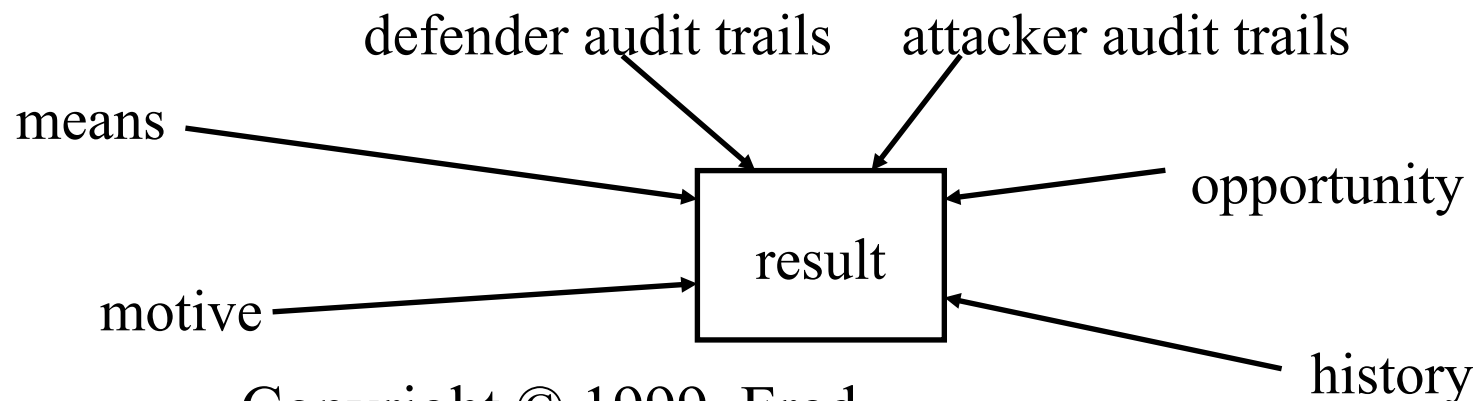 defender audit trails
attacker audit trails
means
opportunity
result
motive
history
Copyright © 1999, Fred